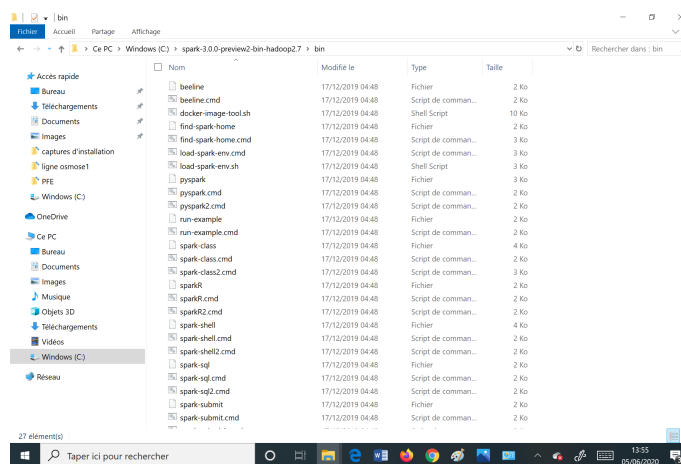 bin
Fichier Accueil Partage Affichage
Ce PC > Windows (C:) > spark-3.0.0-preview2-bin-hadoop2.7 > bin
Rechercher dans : bin
Nom Modifié le Type Taille
Accès rapide
Bureau
Téléchargements
Documents
Images
captures d'installation
ligne osmose1
PFE
Windows (C:)
OneDrive
Ce PC
Bureau
Documents
Images
Musique
Objets 3D
Téléchargements
Vidéos
Windows (C:)
Réseau
beeline 17/12/2019 04:48 Fichier 2 Ko
beeline.cmd 17/12/2019 04:48 Script de comman... 2 Ko
docker-image-tool.sh 17/12/2019 04:48 Shell Script 10 Ko
find-spark-home 17/12/2019 04:48 Fichier 2 Ko
find-spark-home.cmd 17/12/2019 04:48 Script de comman... 3 Ko
load-spark-env.cmd 17/12/2019 04:48 Script de comman... 3 Ko
load-spark-env.sh 17/12/2019 04:48 Shell Script 3 Ko
pyspark 17/12/2019 04:48 Fichier 3 Ko
pyspark.cmd 17/12/2019 04:48 Script de comman... 2 Ko
pyspark2.cmd 17/12/2019 04:48 Script de comman... 2 Ko
run-example 17/12/2019 04:48 Fichier 2 Ko
run-example.cmd 17/12/2019 04:48 Script de comman... 2 Ko
spark-class 17/12/2019 04:48 Fichier 4 Ko
spark-class.cmd 17/12/2019 04:48 Script de comman... 2 Ko
spark-class2.cmd 17/12/2019 04:48 Script de comman... 3 Ko
sparkR 17/12/2019 04:48 Fichier 2 Ko
sparkR.cmd 17/12/2019 04:48 Script de comman... 2 Ko
sparkR2.cmd 17/12/2019 04:48 Script de comman... 2 Ko
spark-shell 17/12/2019 04:48 Fichier 4 Ko
spark-shell.cmd 17/12/2019 04:48 Script de comman... 2 Ko
spark-shell2.cmd 17/12/2019 04:48 Script de comman... 2 Ko
spark-sql 17/12/2019 04:48 Fichier 2 Ko
spark-sql.cmd 17/12/2019 04:48 Script de comman... 2 Ko
spark-sql2.cmd 17/12/2019 04:48 Script de comman... 2 Ko
spark-submit 17/12/2019 04:48 Fichier 2 Ko
spark-submit.cmd 17/12/2019 04:48 Script de comman... 2 Ko
27 élément(s)
Taper ici pour rechercher
13:55
05/06/2020